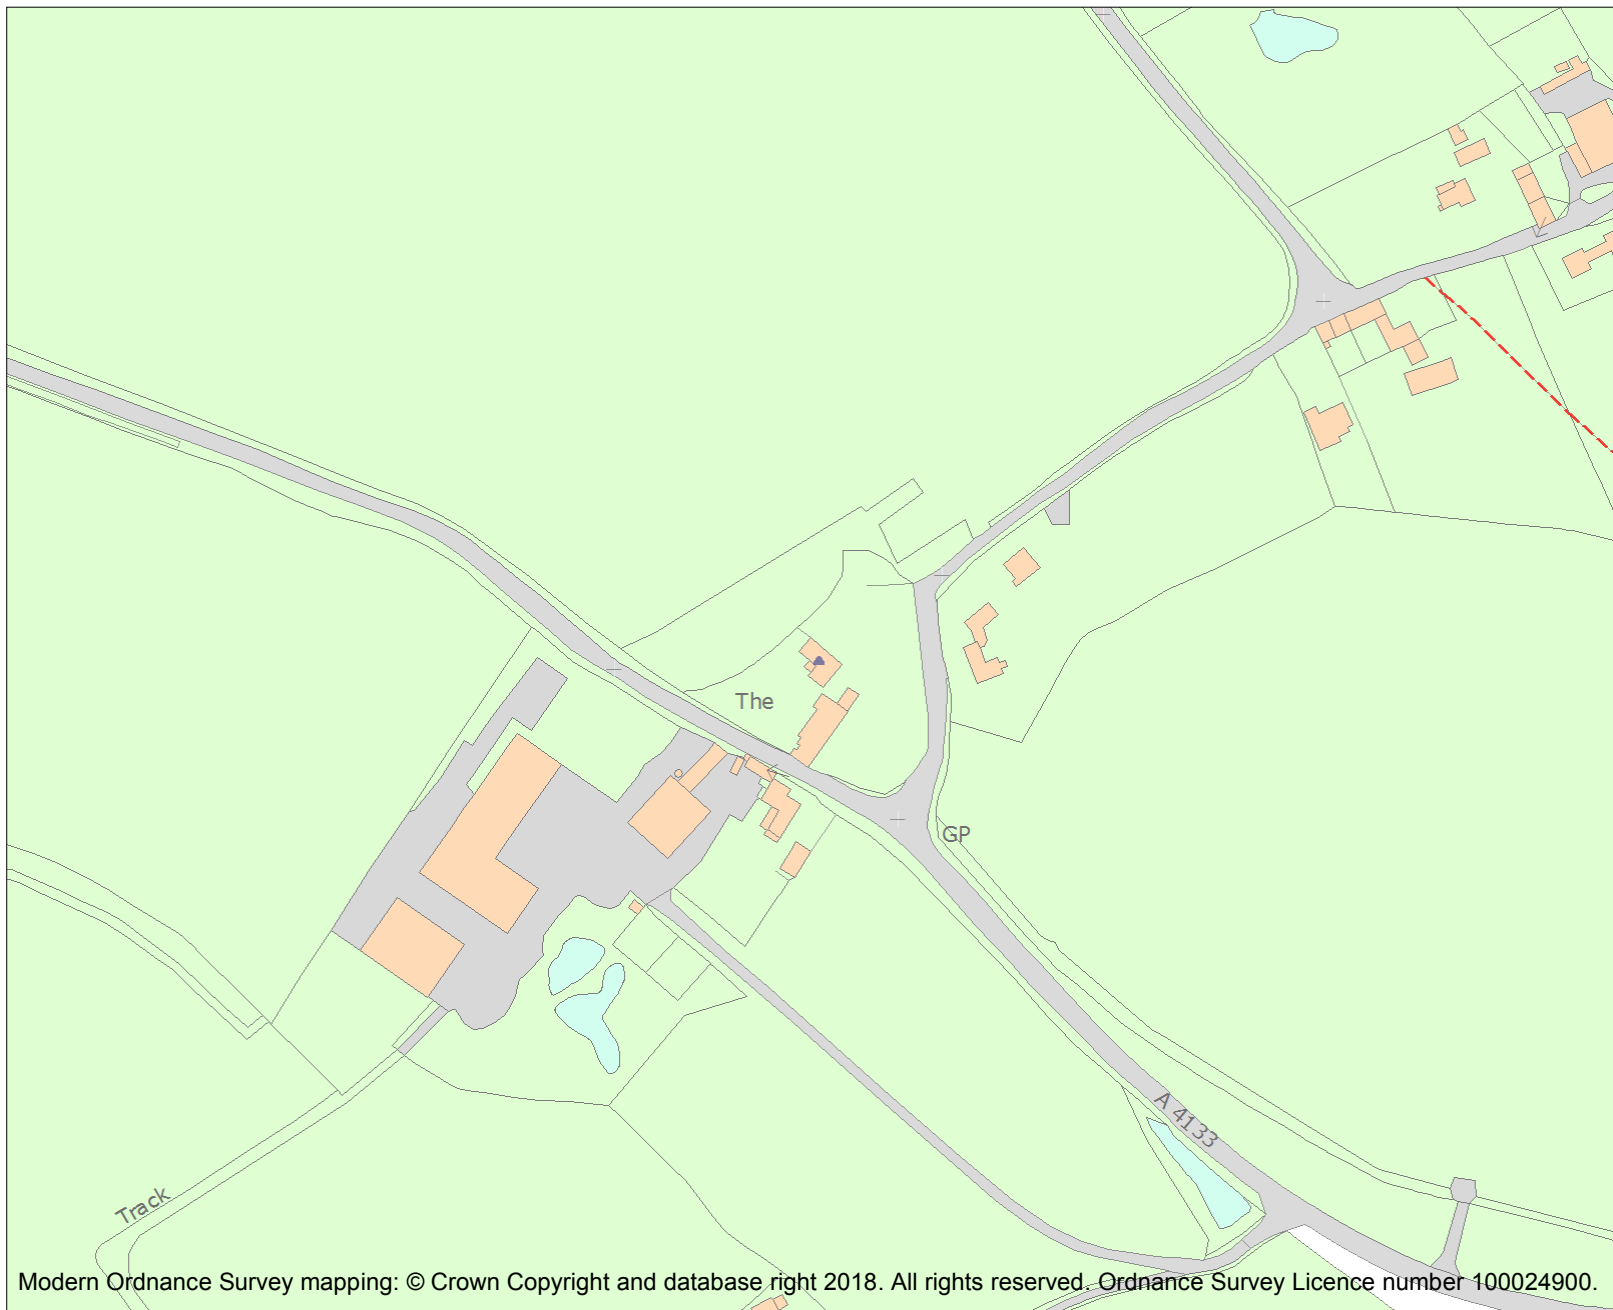 The
GP
A 4133
Track
Modern Ordnance Survey mapping: © Crown Copyright and database right 2018. All rights reserved. Ordnance Survey Licence number 100024900.